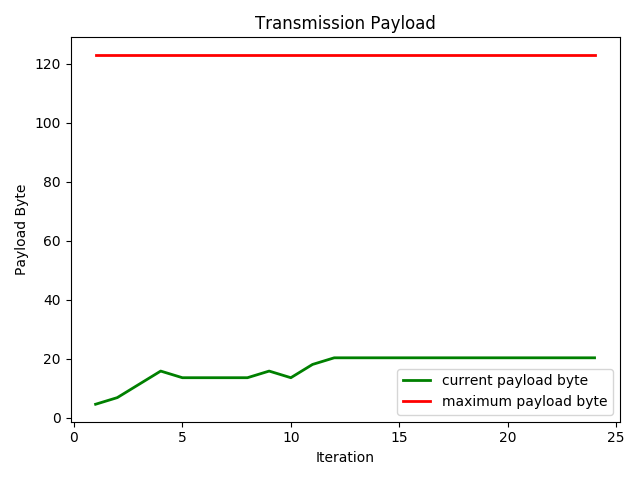 Transmission Payload
Payload Byte
120
100
80
60
40
20
0
current payload byte
maximum payload byte
0 5 10 15 20 25
Iteration